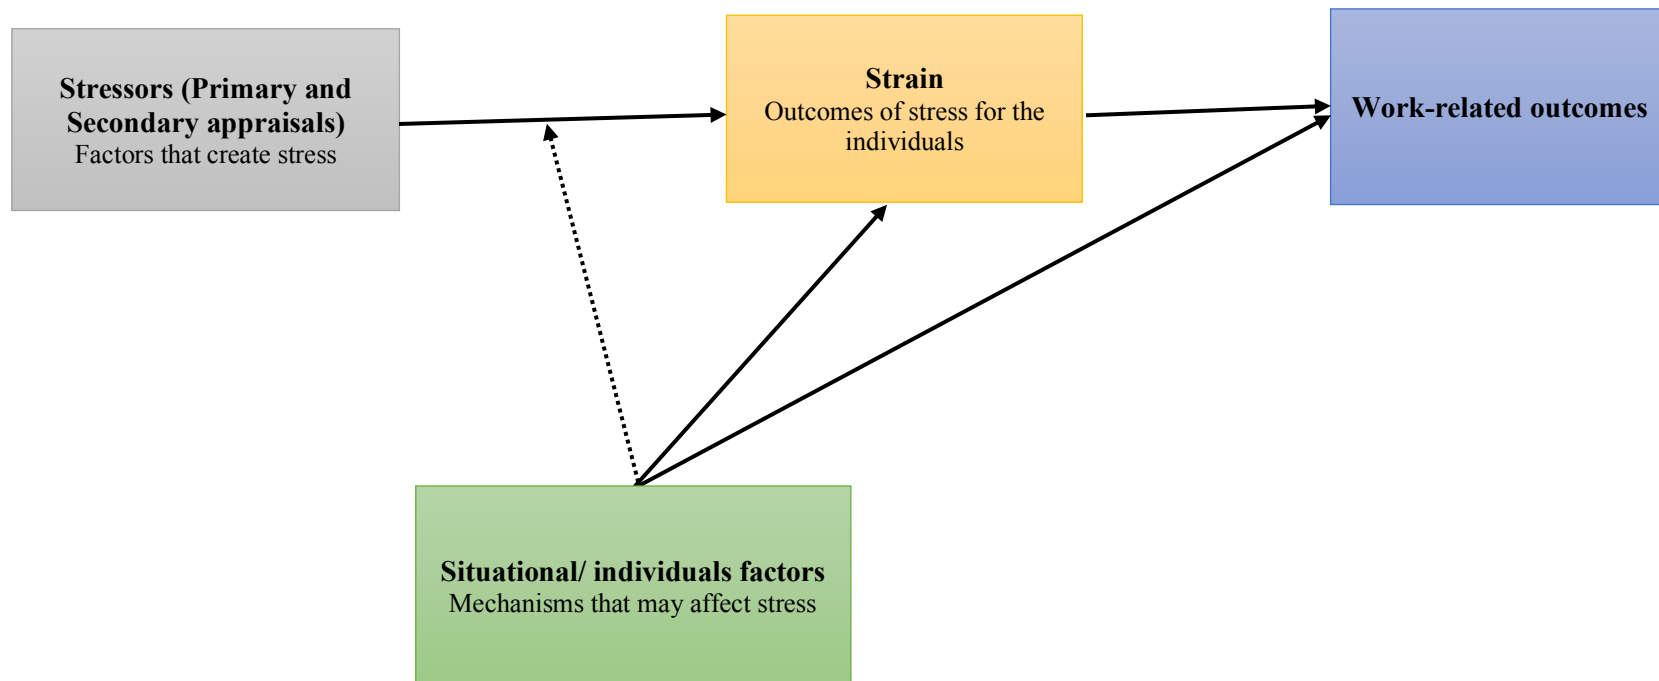 Stressors (Primary and
Secondary appraisals)
Factors that create stress
Strain
Outcomes of stress for the
individuals
Work-related outcomes
Situational/ individuals factors
Mechanisms that may affect stress